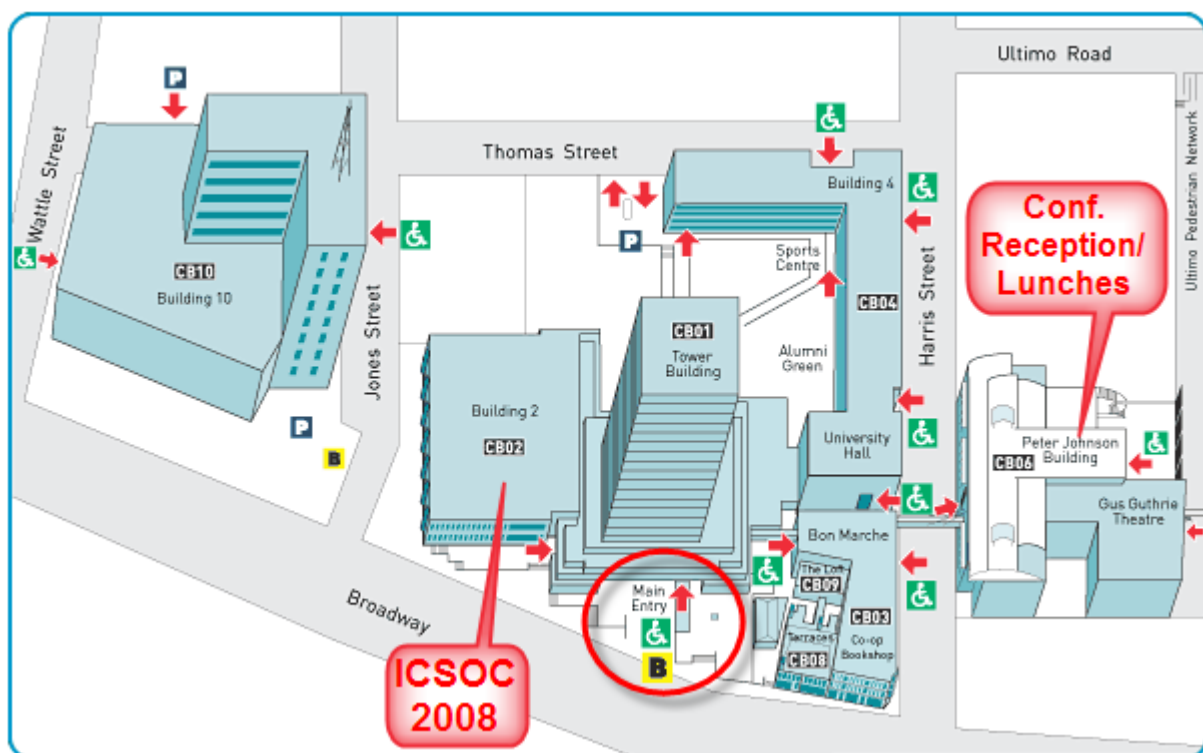 Ultimo Road
P
Thomas Street
Building 4
Wattle Street
Ultimo Pedestrian Network
Conf.
Reception/
Lunches
P
Sports
Centre
CB10
Building 10
Harris Street
CB04
CB01
Tower
Building
Jones Street
Alumni
Green
Building 2
CB02
P
B
University
Hall
Peter Johnson
Building
CB06
Gus Guthrie
Theatre
Bon Marche
The Loft
CB09
Main
Entry
Broadway
CB03
Co-op
Bookshop
Terraces
CB08
B
ICSOC
2008